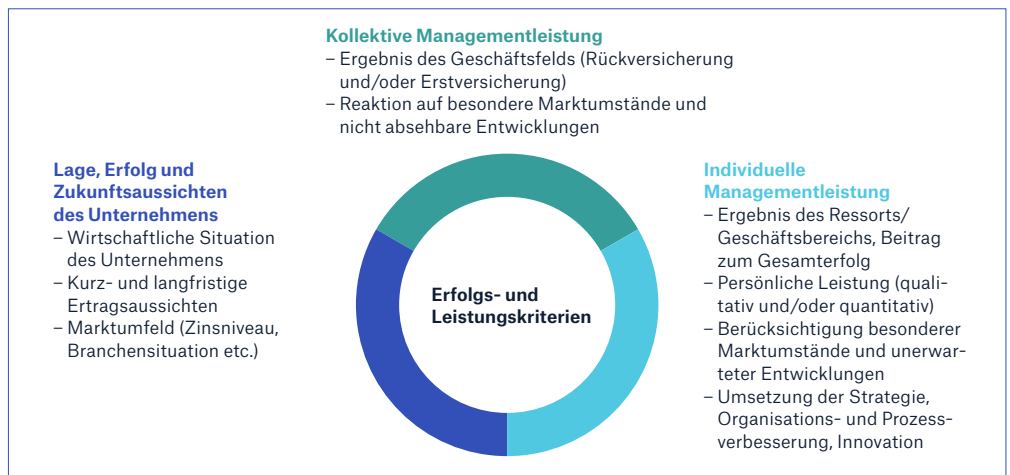 Kollektive Managementleistung
– Ergebnis des Geschäftsfelds (Rückversicherung
und/oder Erstversicherung)
– Reaktion auf besondere Marktumstände und
nicht absehbare Entwicklungen
Lage, Erfolg und
Zukunftsaussichten
des Unternehmens
– Wirtschaftliche Situation
des Unternehmens
– Kurz- und langfristige
Ertragsaussichten
– Marktumfeld (Zinsniveau,
Branchensituation etc.)
Erfolgs- und
Leistungskriterien
Individuelle
Managementleistung
– Ergebnis des Ressorts/
Geschäftsbereichs, Beitrag
zum Gesamterfolg
– Persönliche Leistung (quali-
tativ und/oder quantitativ)
– Berücksichtigung besonderer
Marktumstände und unerwar-
teter Entwicklungen
– Umsetzung der Strategie,
Organisations- und Prozess-
verbesserung, Innovation